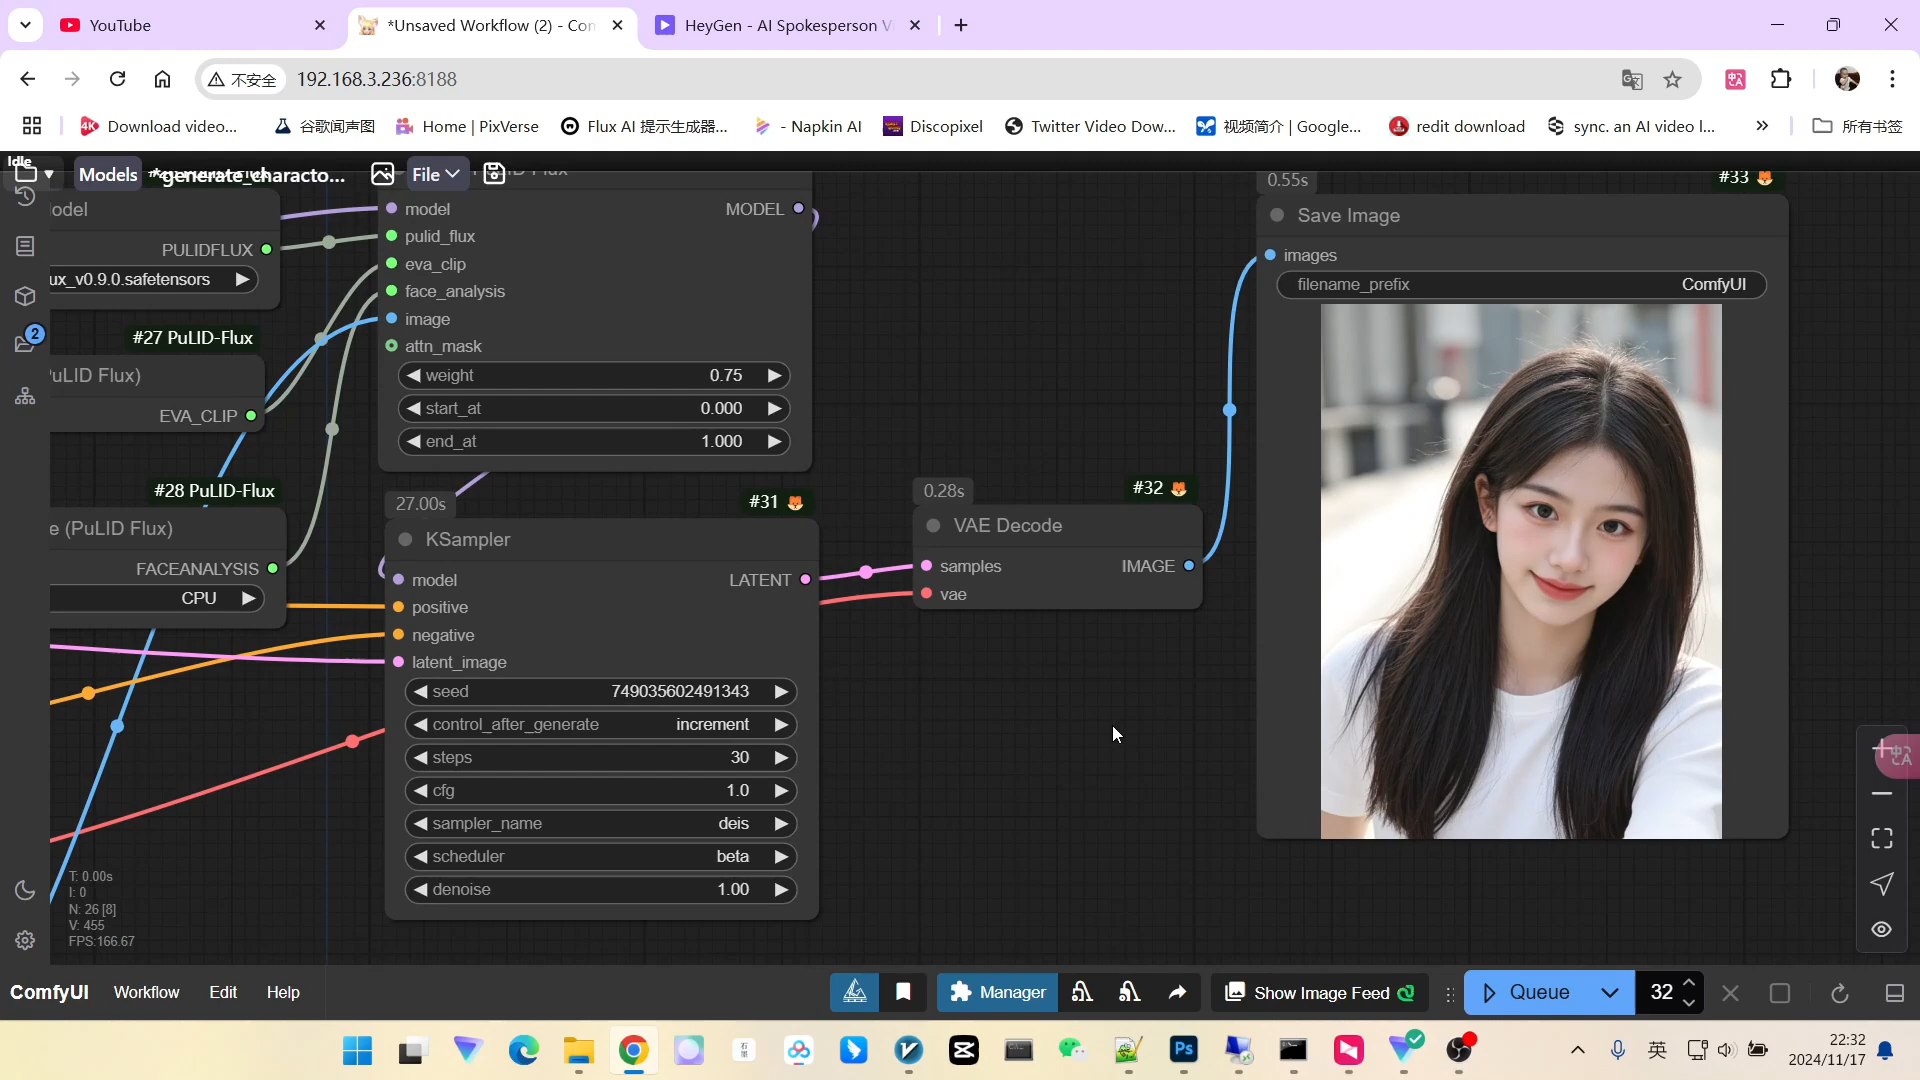 YouTube
*Unsaved Workflow (2) - Con
HeyGen - AI Spokesperson V
不安全
192.168.3.236:8188
Download video...
谷歌闻声图
Home | PixVerse
Flux AI 提示生成器...
- Napkin AI
Discopixel
Twitter Video Dow...
视频简介 | Google...
redit download
sync. an AI video l...
所有书签
Idle
Models
*generate_characto...
File
odel
PULIDFLUX
ux_v0.9.0.safetensors
#27 PuLID-Flux
uLID Flux)
EVA_CLIP
#28 PuLID-Flux
e (PuLID Flux)
FACEANALYSIS
CPU
2
model
MODEL
pulid_flux
eva_clip
face_analysis
image
attn_mask
weight 0.75
start_at 0.000
end_at 1.000
27.00s
#31
KSampler
model
LATENT
positive
negative
latent_image
seed 749035602491343
control_after_generate increment
steps 30
cfg 1.0
sampler_name deis
scheduler beta
denoise 1.00
0.28s
#32
VAE Decode
samples
IMAGE
vae
0.55s
#33
Save Image
images
filename_prefix ComfyUI
T: 0.00s
I: 0
N: 26 [8]
V: 455
FPS:166.67
ComfyUI
Workflow
Edit
Help
Manager
Show Image Feed
Queue
32
英
22:32
2024/11/17